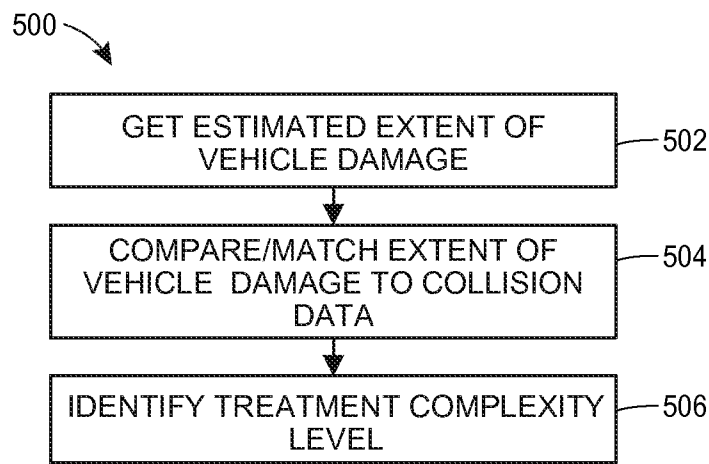 500
GET ESTIMATED EXTENT OF
VEHICLE DAMAGE
502
COMPARE/MATCH EXTENT OF
VEHICLE DAMAGE TO COLLISION
DATA
504
IDENTIFY TREATMENT COMPLEXITY
LEVEL
506